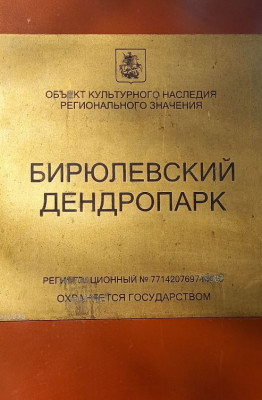 ОБЪЕКТ КУЛЬТУРНОГО НАСЛЕДИЯ
РЕГИОНАЛЬНОГО ЗНАЧЕНИЯ
БИРЮЛЕВСКИЙ
ДЕНДРОПАРК
РЕГИСТРАЦИОННЫЙ №
ОХРАНЯЕТСЯ ГОСУДАРСТВОМ